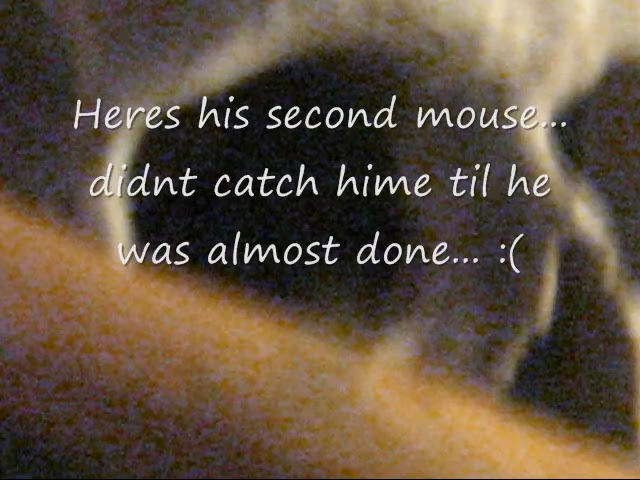 Heres his second mouse...
didnt catch hime til he
was almost done... :(